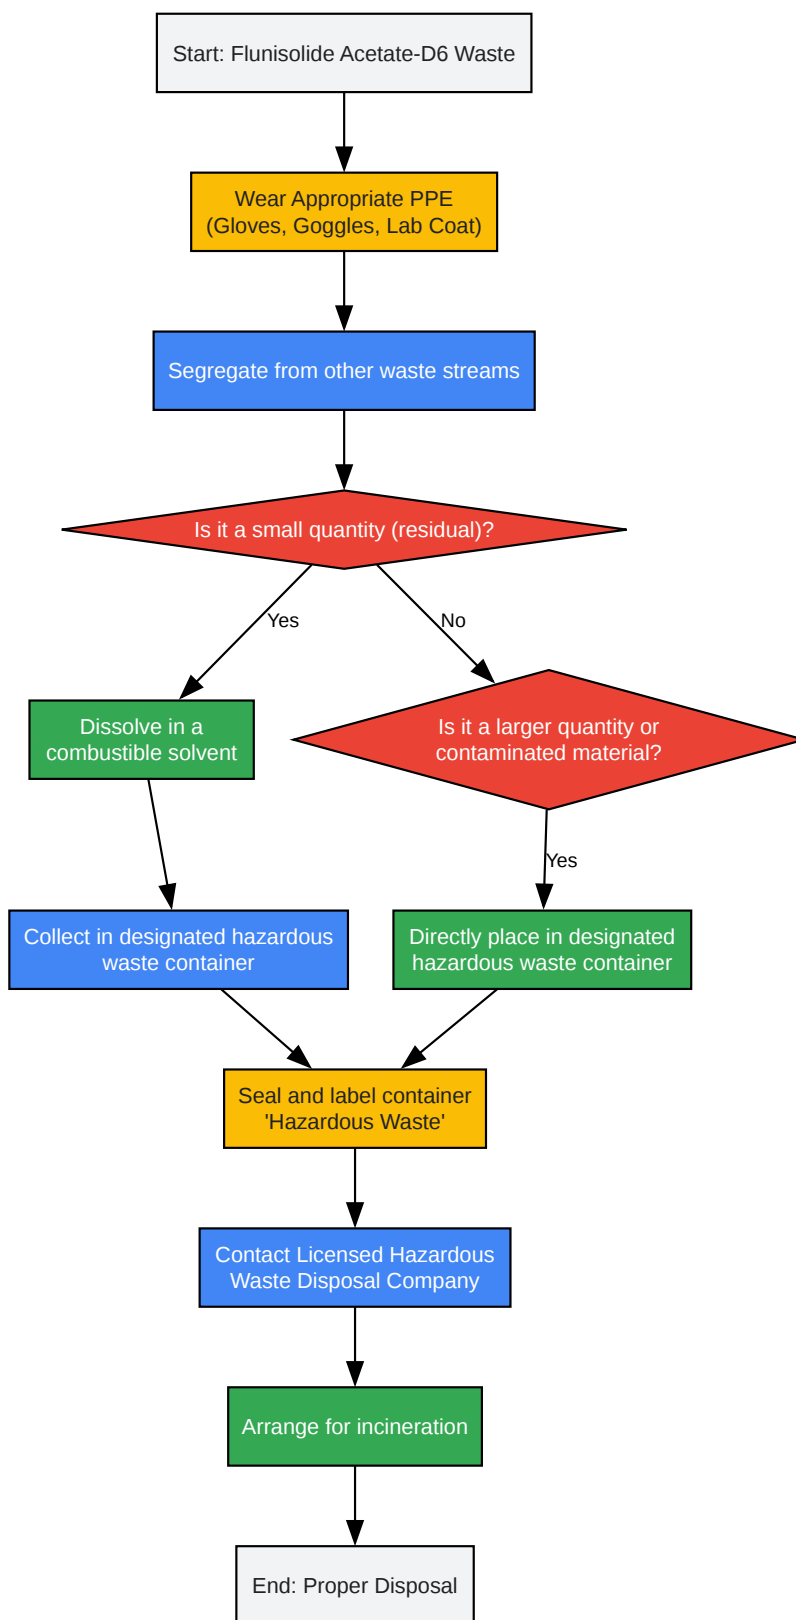 Start: Flunisolide Acetate-D6 Waste
Wear Appropriate PPE
(Gloves, Goggles, Lab Coat)
Segregate from other waste streams
Is it a small quantity (residual)?
Yes
No
Dissolve in a
combustible solvent
Is it a larger quantity or
contaminated material?
Yes
Collect in designated hazardous
waste container
Directly place in designated
hazardous waste container
Seal and label container
'Hazardous Waste'
Contact Licensed Hazardous
Waste Disposal Company
Arrange for incineration
End: Proper Disposal